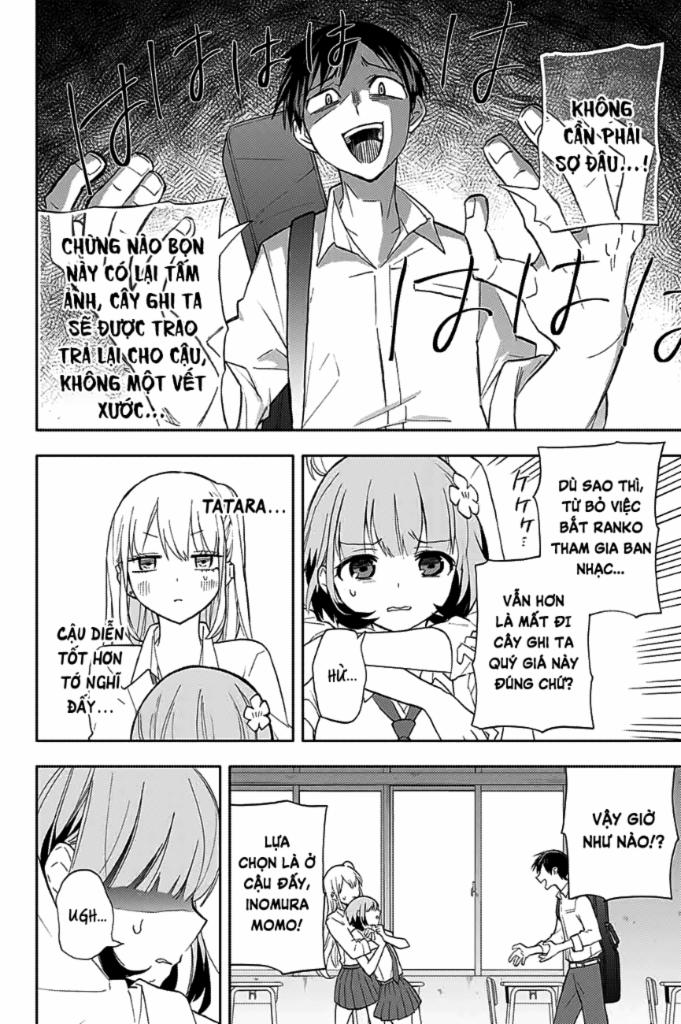 KHÔNG
CẦN PHẢI
SỢ ĐÂU...!
はははは は
CHỪNG NÀO BỌN
NÀY CÓ LẠI TẤM
ẢNH, CÂY GHI TA
SẼ ĐƯỢC TRAO
TRẢ LẠI CHO CẬU,
KHÔNG MỘT VẾT
XƯỚC...
はははは
DÙ SAO THÌ,
TỪ BỎ VIỆC
BẮT RANKO
THAM GIA BAN
NHẠC...
VẪN HƠN
LÀ MẤT ĐI
CÂY GHI TA
QUÝ GIÁ NÀY
ĐÚNG CHỨ?
HỪ...
TATARA...
CẬU DIỄN
TỐT HƠN
TỚ NGHĨ
ĐẤY...
VẬY GIỜ
NHƯ NÀO!?
LỰA
CHỌN LÀ Ở
CẬU ĐẤY,
INOMURA
MOMO!
UGH...